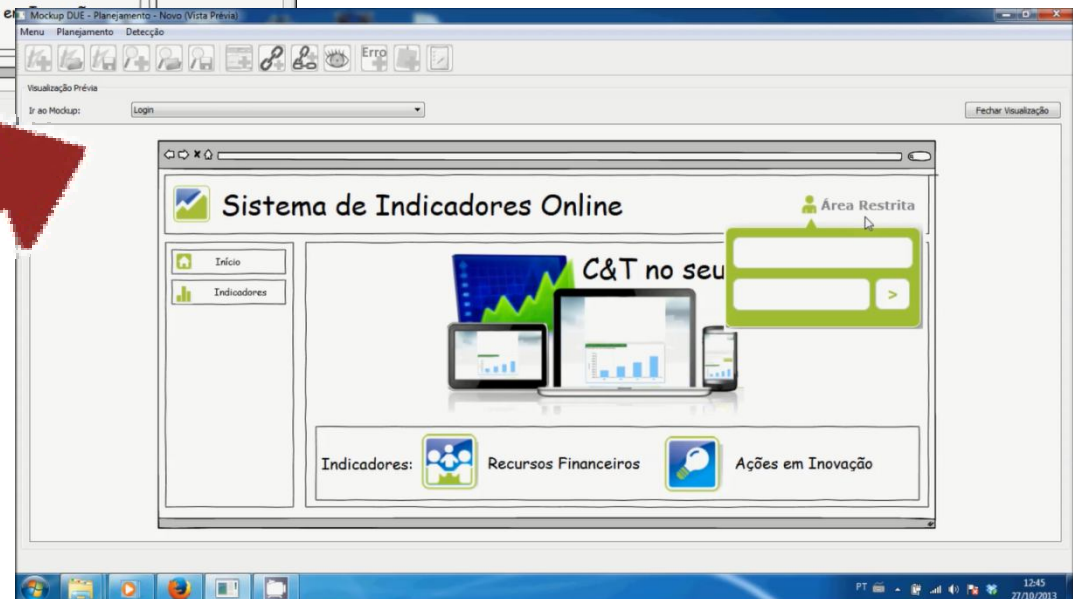 Mockup DUE - Planejamento - Novo (Vista Prévia)
Menu Planejamento Detecção
Erro
Visualização Prévia
Ir ao Mockup: Login
Fechar Visualização
Sistema de Indicadores Online
Área Restrita
Início
Indicadores
C&T no seu
>
Indicadores: Recursos Financeiros Ações em Inovação
PT 12:45
27/10/2013